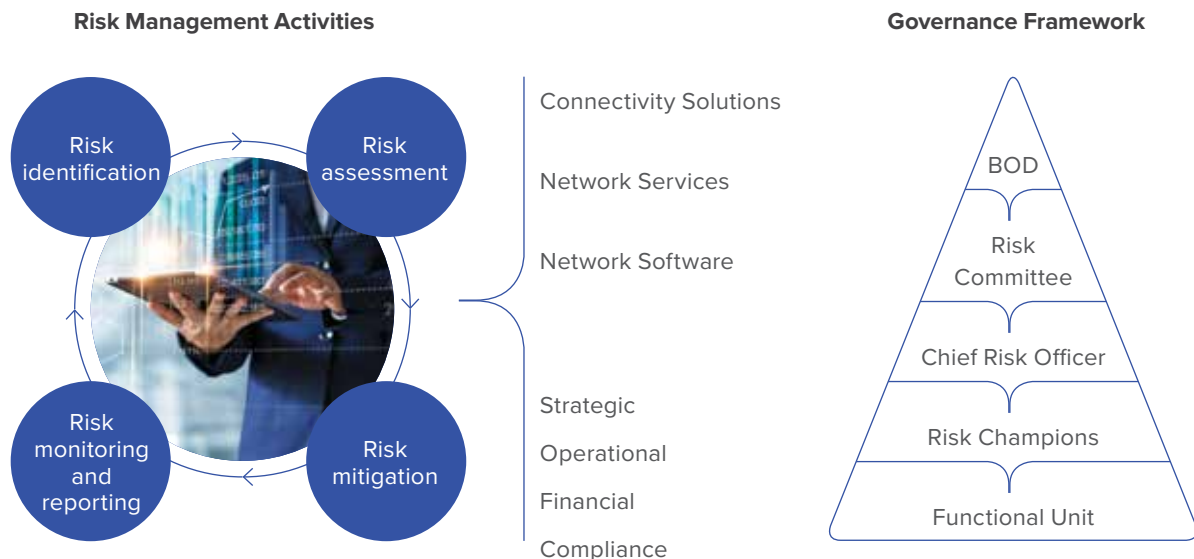 Risk Management Activities
Governance Framework
Risk
identification
Risk
assessment
Risk
monitoring
and
reporting
Risk
mitigation
Connectivity Solutions
Network Services
Network Software
Strategic
Operational
Financial
Compliance
BOD
Risk
Committee
Chief Risk Officer
Risk Champions
Functional Unit